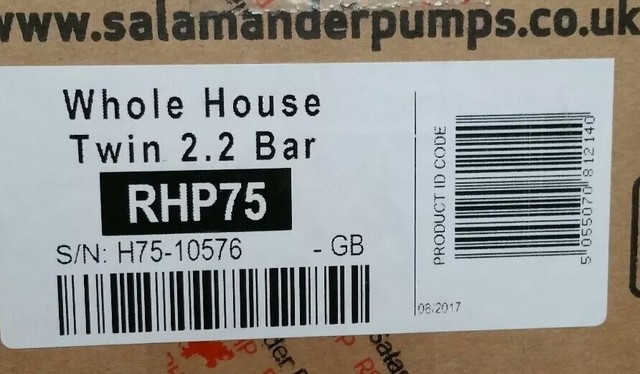 www.salamanderpumps.co.uk
Whole House
Twin 2.2 Bar
RHP75
S/N: H75-10576 - GB
PRODUCT ID CODE
5 055070 812140
08/2017